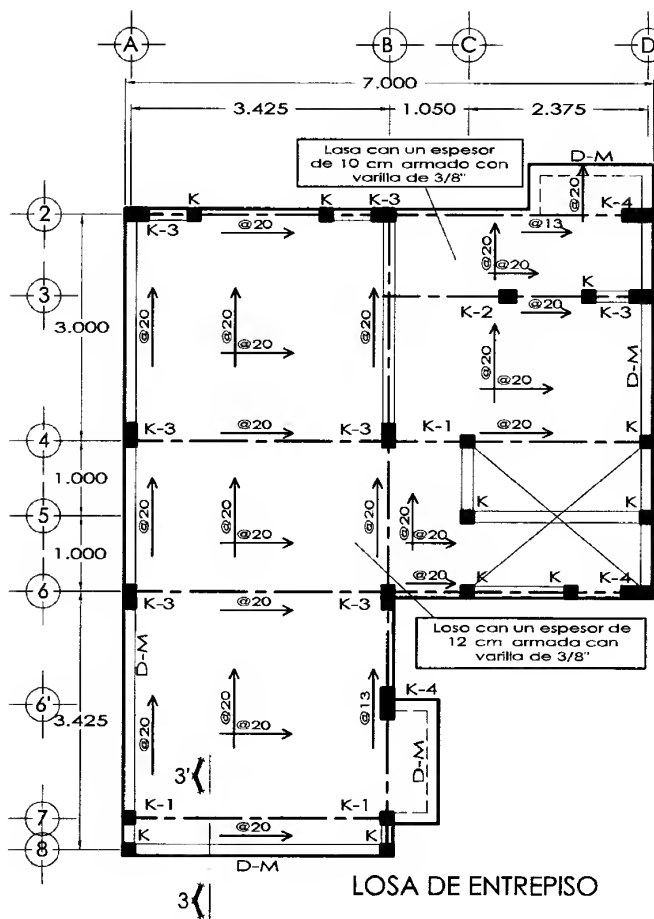 A B C D
7.000
3.425 1.050 2.375
Lasa can un espesor
de 10 cm armado con
varilla de 3/8"
D-M
@20
2 K-3 K K K-3 @13 K-4
@20 @20
@20
3 K
K-2 @20 K-3
3.000
@20 @20 @20 @20
@20 @20
D-M
4 K-3 @20 K-3 K-1 @20 K
1.000
5 K K
@20 @20 @20 @20
@20 @20
1.000
@20
6 K K K-4
K-3 @20 K-3
Loso can un espesor de
12 cm armada can
varilla de 3/8"
D-M
6' K-4
3.425
@20 @20 @13
@20
D-M
3'
7 K-1 K-1
8 K @20 K
D-M
3
LOSA DE ENTREPISO